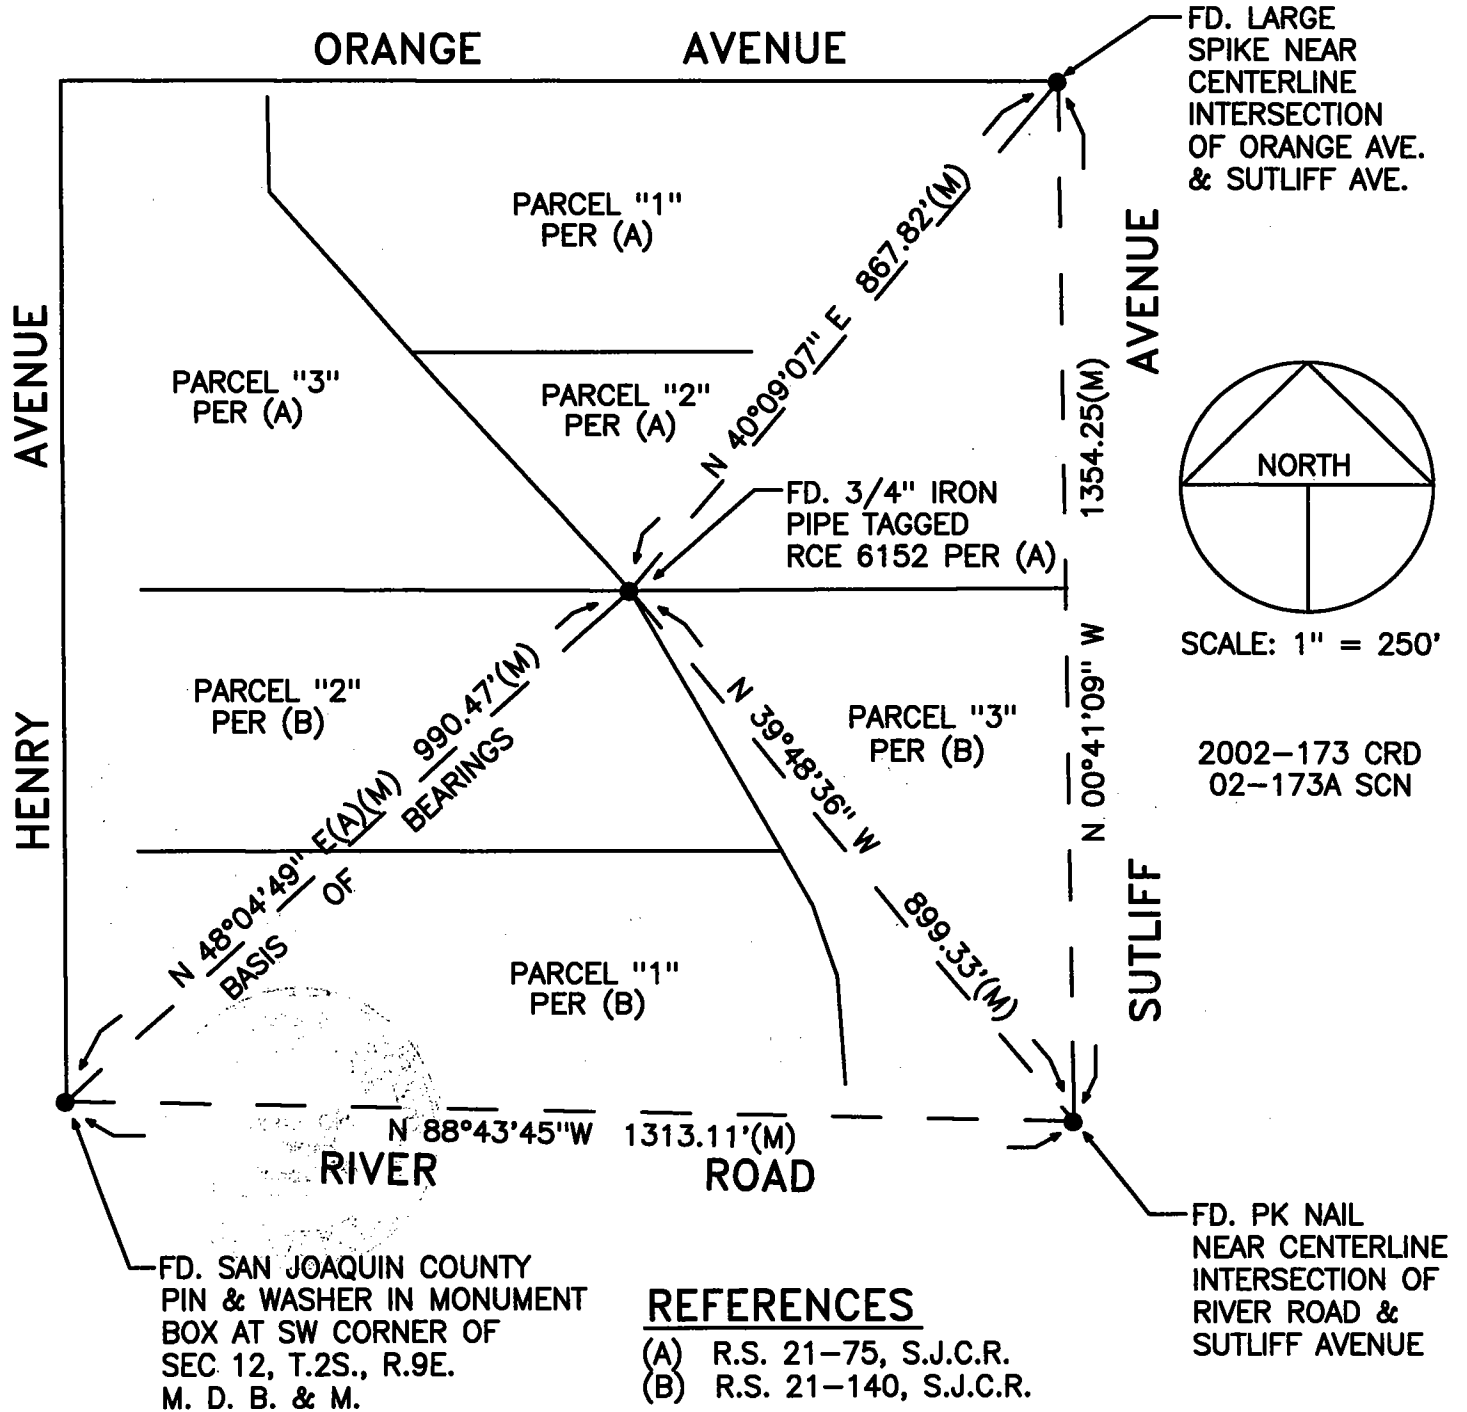 ORANGE AVENUE
FD. LARGE
SPIKE NEAR
CENTERLINE
INTERSECTION
OF ORANGE AVE.
& SUTLIFF AVE.
PARCEL "1"
PER (A)
N 40°09'07" E 867.82'(M)
AVENUE
HENRY
PARCEL "3"
PER (A)
PARCEL "2"
PER (A)
AVENUE
SUTLIFF
N 00°41'09" W 1354.25(M)
NORTH
SCALE: 1" = 250'
FD. 3/4" IRON
PIPE TAGGED
RCE 6152 PER (A)
PARCEL "2"
PER (B)
N 48°04'49" E(A)(M) 990.47'(M)
BASIS OF BEARINGS
N 39°48'36" W 899.33'(M)
PARCEL "3"
PER (B)
2002-173 CRD
02-173A SCN
PARCEL "1"
PER (B)
N 88°43'45"W 1313.11'(M)
RIVER ROAD
FD. SAN JOAQUIN COUNTY
PIN & WASHER IN MONUMENT
BOX AT SW CORNER OF
SEC 12, T.2S., R.9E.
M. D. B. & M.
REFERENCES
(A) R.S. 21-75, S.J.C.R.
(B) R.S. 21-140, S.J.C.R.
FD. PK NAIL
NEAR CENTERLINE
INTERSECTION OF
RIVER ROAD &
SUTLIFF AVENUE